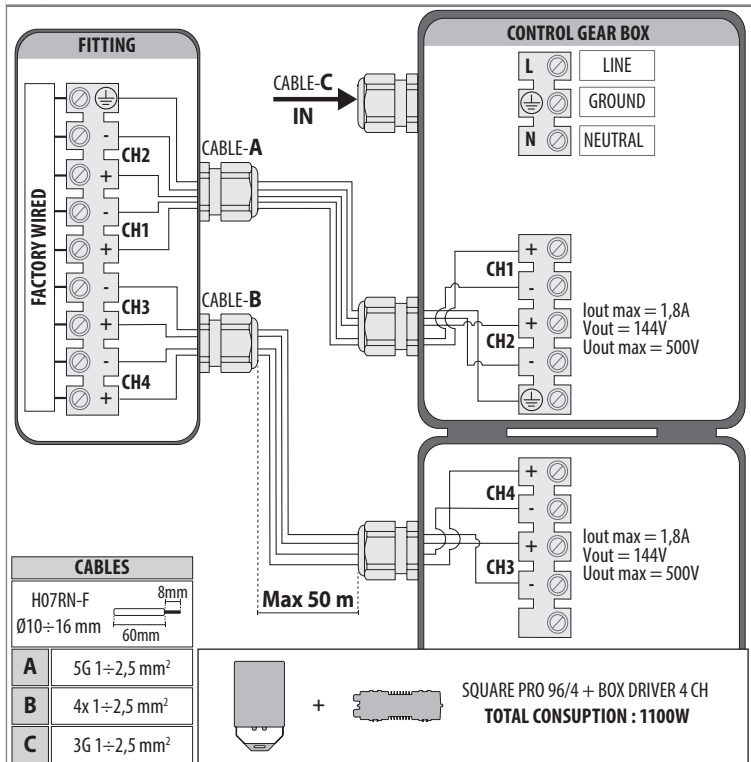 FITTING
FACTORY WIRED
-
CH2
+
-
CH1
+
-
CH3
+
-
CH4
+
CABLE-A
CABLE-B
CABLE-C
IN
CONTROL GEAR BOX
L LINE
GROUND
N NEUTRAL
+
CH1
-
+
CH2
-
Iout max = 1,8A
Vout = 144V
Uout max = 500V
+
CH4
-
+
CH3
-
Iout max = 1,8A
Vout = 144V
Uout max = 500V
Max 50 m
CABLES
H07RN-F
Ø10÷16 mm
8mm
60mm
A 5G 1÷2,5 mm²
B 4x 1÷2,5 mm²
C 3G 1÷2,5 mm²
+
SQUARE PRO 96/4 + BOX DRIVER 4 CH
TOTAL CONSUPTION : 1100W